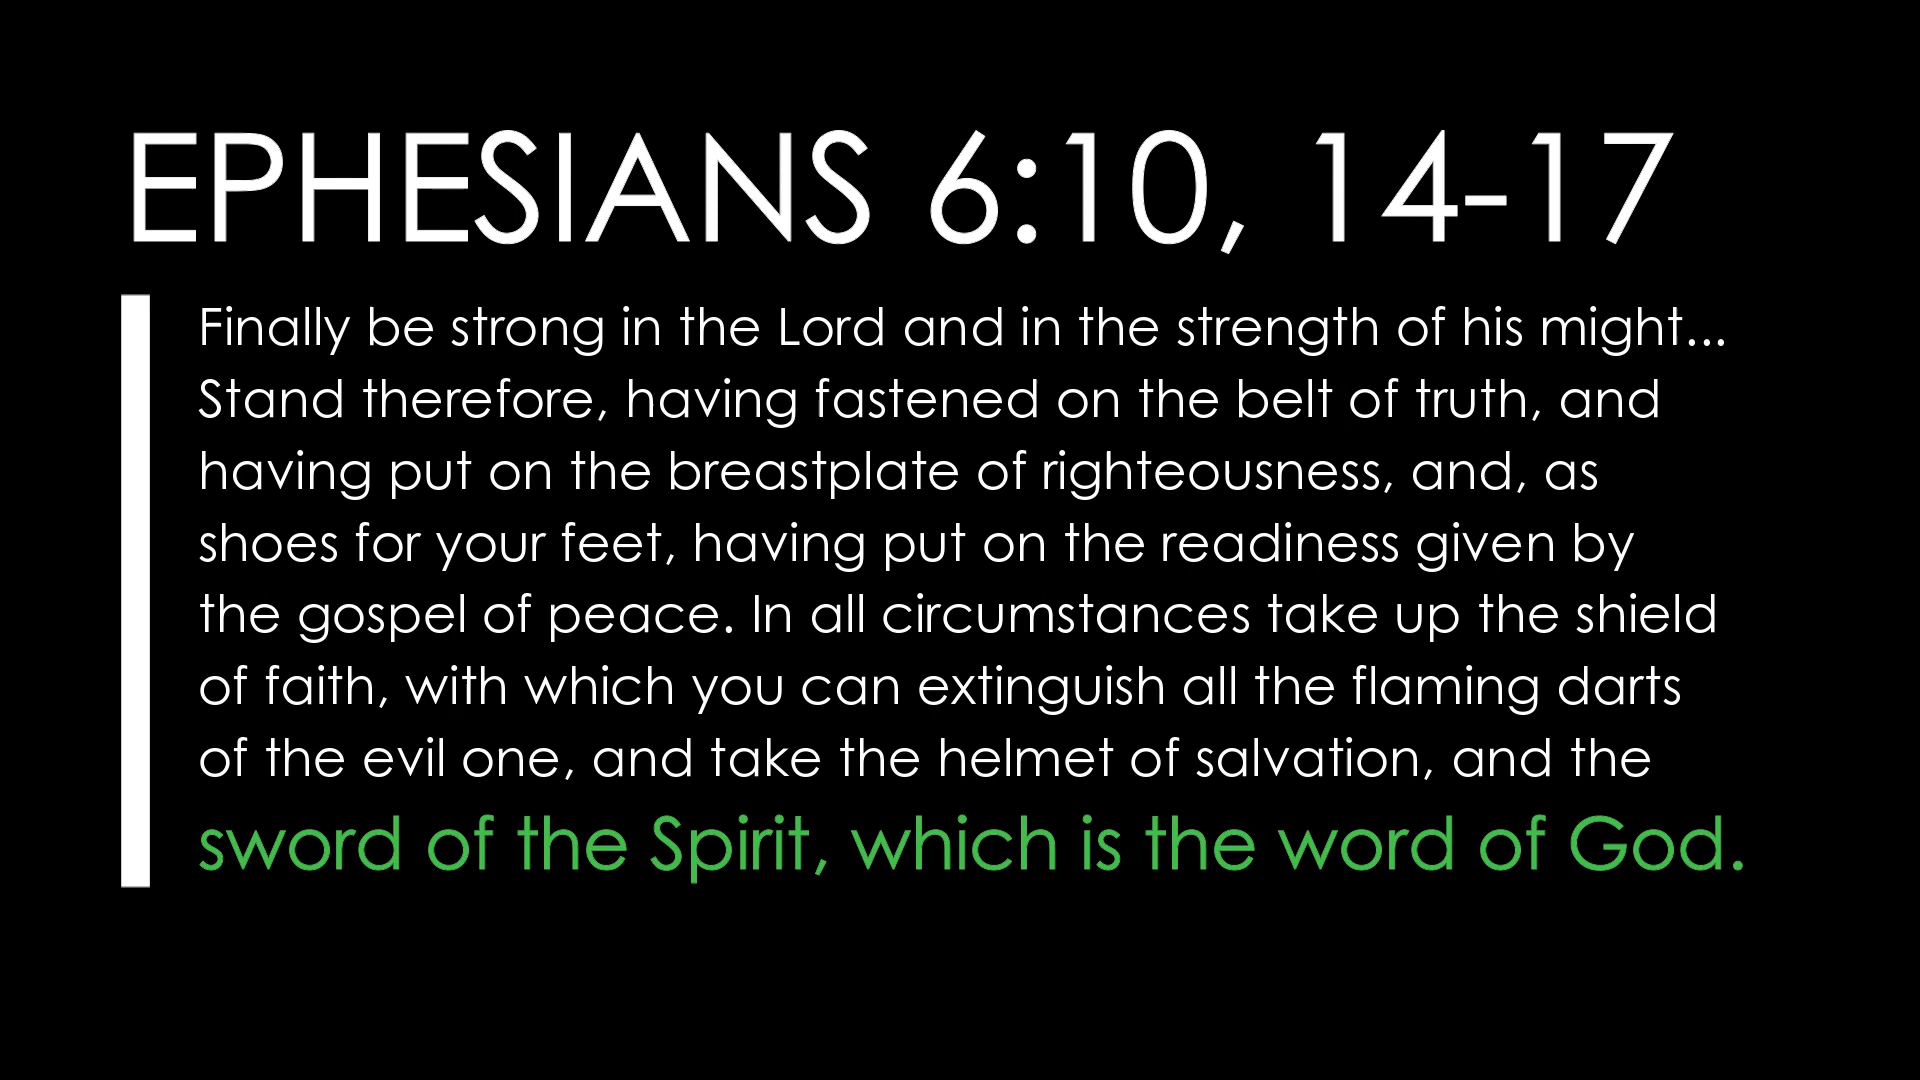 EPHESIANS 6:10, 14-17
Finally be strong in the Lord and in the strength of his might...
Stand therefore, having fastened on the belt of truth, and
having put on the breastplate of righteousness, and, as
shoes for your feet, having put on the readiness given by
the gospel of peace. In all circumstances take up the shield
of faith, with which you can extinguish all the flaming darts
of the evil one, and take the helmet of salvation, and the
sword of the Spirit, which is the word of God.